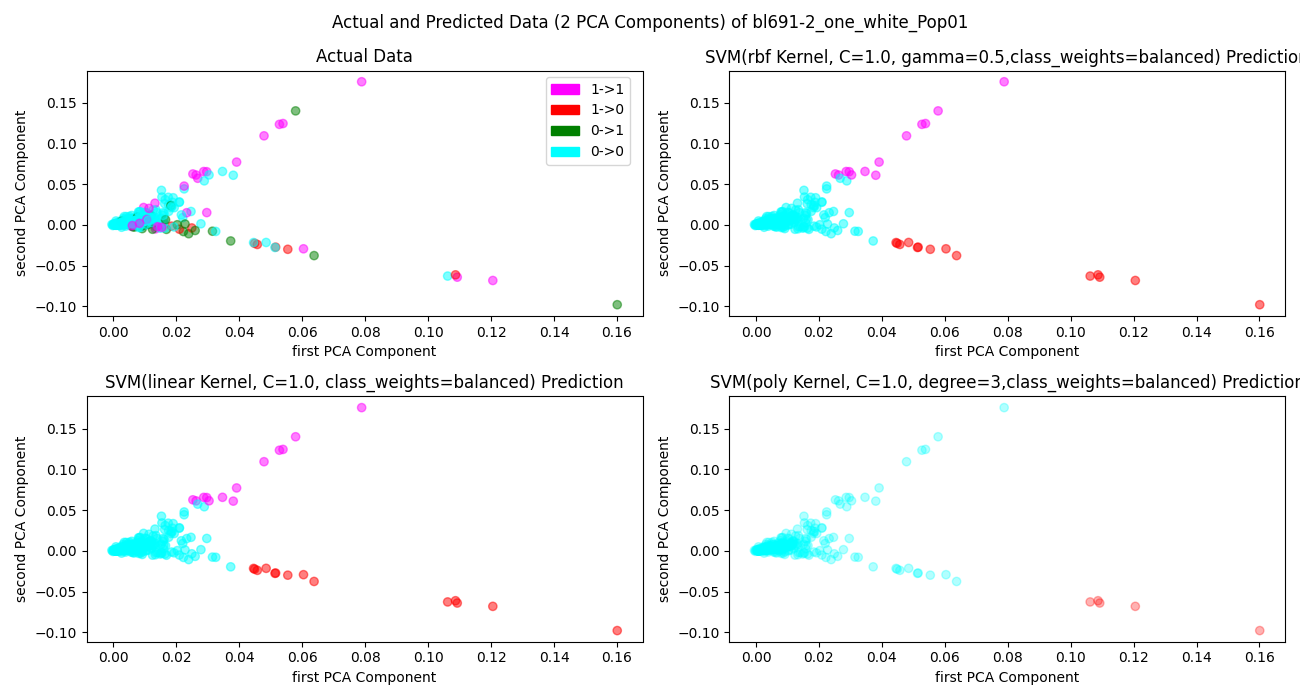 Actual and Predicted Data (2 PCA Components) of bl691-2_one_white_Pop01
Actual Data
0.15
0.10
0.05
0.00
−0.05
−0.10
second PCA Component
1->1
1->0
0->1
0->0
0.00 0.02 0.04 0.06 0.08 0.10 0.12 0.14 0.16
first PCA Component
SVM(rbf Kernel, C=1.0, gamma=0.5,class_weights=balanced) Prediction
0.15
0.10
0.05
0.00
−0.05
−0.10
second PCA Component
0.00 0.02 0.04 0.06 0.08 0.10 0.12 0.14 0.16
first PCA Component
SVM(linear Kernel, C=1.0, class_weights=balanced) Prediction
0.15
0.10
0.05
0.00
−0.05
−0.10
second PCA Component
0.00 0.02 0.04 0.06 0.08 0.10 0.12 0.14 0.16
first PCA Component
SVM(poly Kernel, C=1.0, degree=3,class_weights=balanced) Prediction
0.15
0.10
0.05
0.00
−0.05
−0.10
second PCA Component
0.00 0.02 0.04 0.06 0.08 0.10 0.12 0.14 0.16
first PCA Component